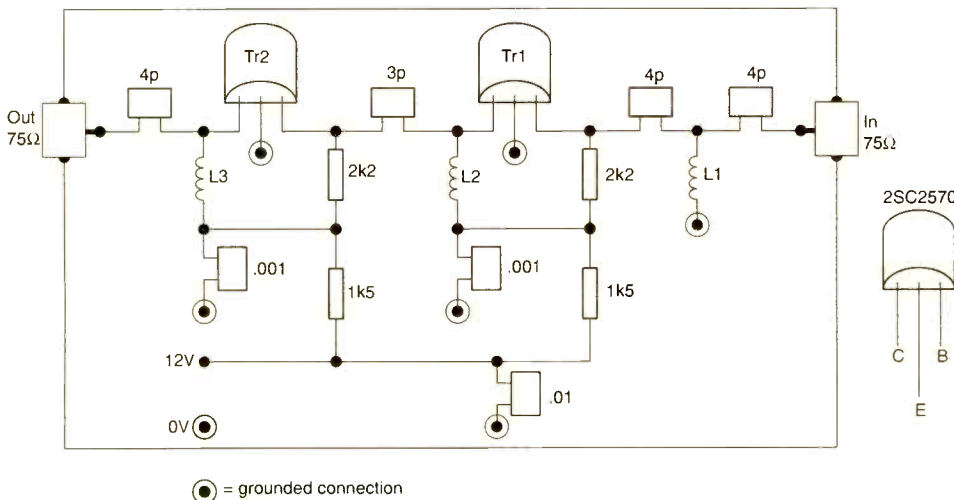 Tr2
Tr1
4p
3p
4p
4p
Out
75Ω
In
75Ω
L3
2k2
L2
2k2
L1
2SC2570
.001
1k5
.001
1k5
12V
.01
C
B
E
0V
= grounded connection